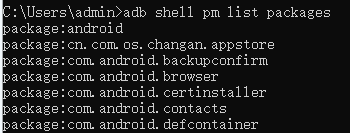 C:\Users\admin>adb shell pm list packages
package:android
package:cn.com.os.changan.appstore
package:com.android.backupconfirm
package:com.android.browser
package:com.android.certinstaller
package:com.android.contacts
package:com.android.defcontainer